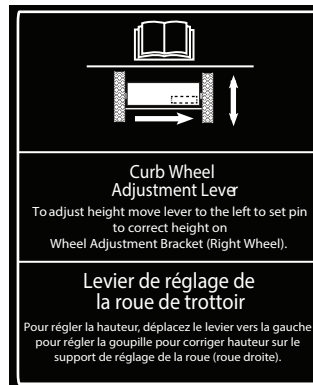 Curb Wheel
Adjustment Lever
To adjust height move lever to the left to set pin
to correct height on
Wheel Adjustment Bracket (Right Wheel).
Levier de réglage de
la roue de trottoir
Pour régler la hauteur, déplacez le levier vers la gauche
pour régler la goupille pour corriger hauteur sur le
support de réglage de la roue (roue droite).